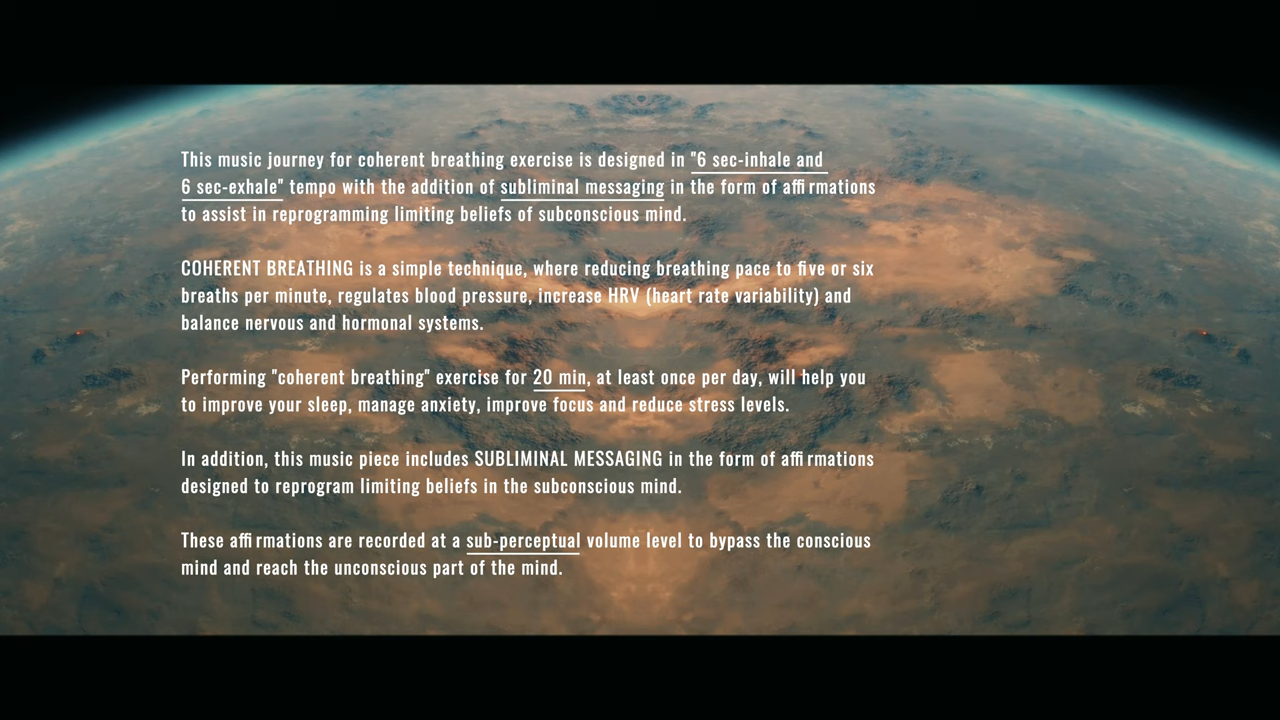 This music journey for coherent breathing exercise is designed in "6 sec-inhale and
6 sec-exhale" tempo with the addition of subliminal messaging in the form of affirmations
to assist in reprogramming limiting beliefs of subconscious mind.
COHERENT BREATHING is a simple technique, where reducing breathing pace to five or six
breaths per minute, regulates blood pressure, increase HRV (heart rate variability) and
balance nervous and hormonal systems.
Performing "coherent breathing" exercise for 20 min, at least once per day, will help you
to improve your sleep, manage anxiety, improve focus and reduce stress levels.
In addition, this music piece includes SUBLIMINAL MESSAGING in the form of affirmations
designed to reprogram limiting beliefs in the subconscious mind.
These affirmations are recorded at a sub-perceptual volume level to bypass the conscious
mind and reach the unconscious part of the mind.